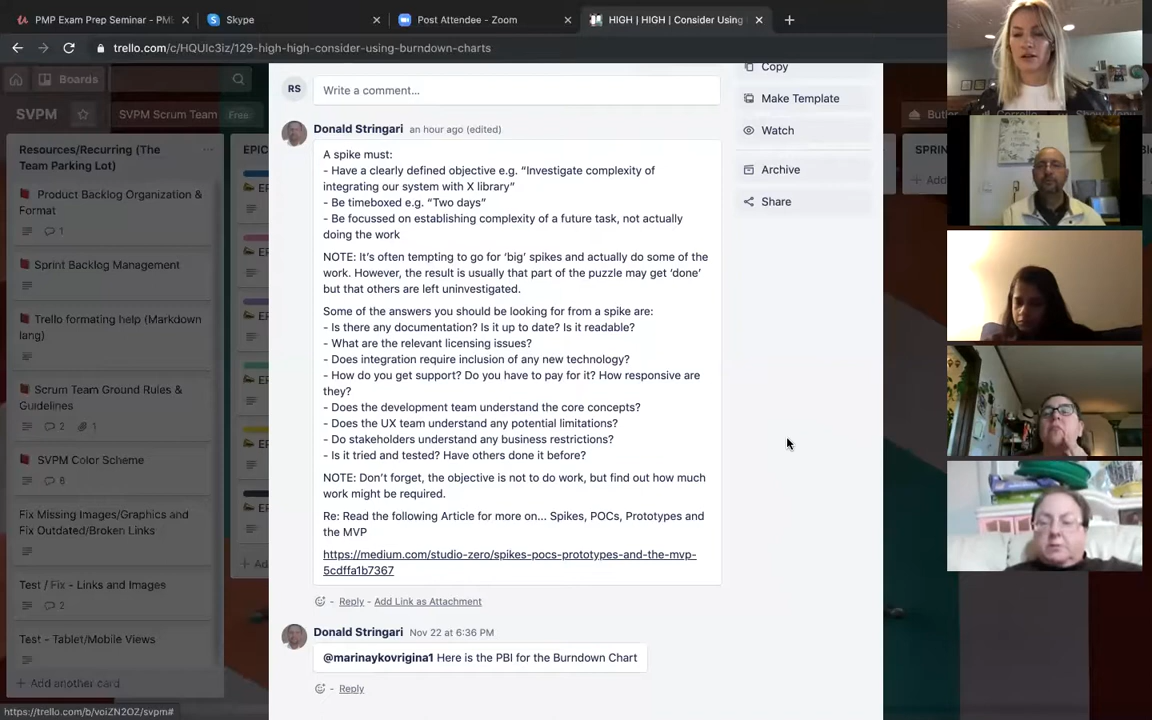 PMP Exam Prep Seminar - PM
Skype
Post Attendee - Zoom
HIGH | HIGH | Consider Using
trello.com/c/HQUlc3iz/129-high-high-consider-using-burndown-charts
Boards
SVPM
SVPM Scrum Team
Free
Resources/Recurring (The
Team Parking Lot)
Product Backlog Organization &
Format
1
Sprint Backlog Management
Trello formating help (Markdown
lang)
Scrum Team Ground Rules &
Guidelines
2
1
SVPM Color Scheme
6
Fix Missing Images/Graphics and
Fix Outdated/Broken Links
Test / Fix - Links and Images
2
Test - Tablet/Mobile Views
+ Add another card
https://trello.com/b/voiZN2OZ/svpm#
EPIC
RS
Write a comment...
Donald Stringari an hour ago (edited)
A spike must:
- Have a clearly defined objective e.g. “Investigate complexity of
integrating our system with X library”
- Be timeboxed e.g. “Two days”
- Be focussed on establishing complexity of a future task, not actually
doing the work
NOTE: It’s often tempting to go for ‘big’ spikes and actually do some of the
work. However, the result is usually that part of the puzzle may get ‘done’
but that others are left uninvestigated.
Some of the answers you should be looking for from a spike are:
- Is there any documentation? Is it up to date? Is it readable?
- What are the relevant licensing issues?
- Does integration require inclusion of any new technology?
- How do you get support? Do you have to pay for it? How responsive are
they?
- Does the development team understand the core concepts?
- Does the UX team understand any potential limitations?
- Do stakeholders understand any business restrictions?
- Is it tried and tested? Have others done it before?
NOTE: Don’t forget, the objective is not to do work, but find out how much
work might be required.
Re: Read the following Article for more on... Spikes, POCs, Prototypes and
the MVP
https://medium.com/studio-zero/spikes-pocs-prototypes-and-the-mvp-
5cdffa1b7367
- Reply - Add Link as Attachment
Donald Stringari Nov 22 at 6:36 PM
@marinaykovrigina1 Here is the PBI for the Burndown Chart
- Reply
Copy
Make Template
Watch
Archive
Share
Butler
SPRIN
+ Add